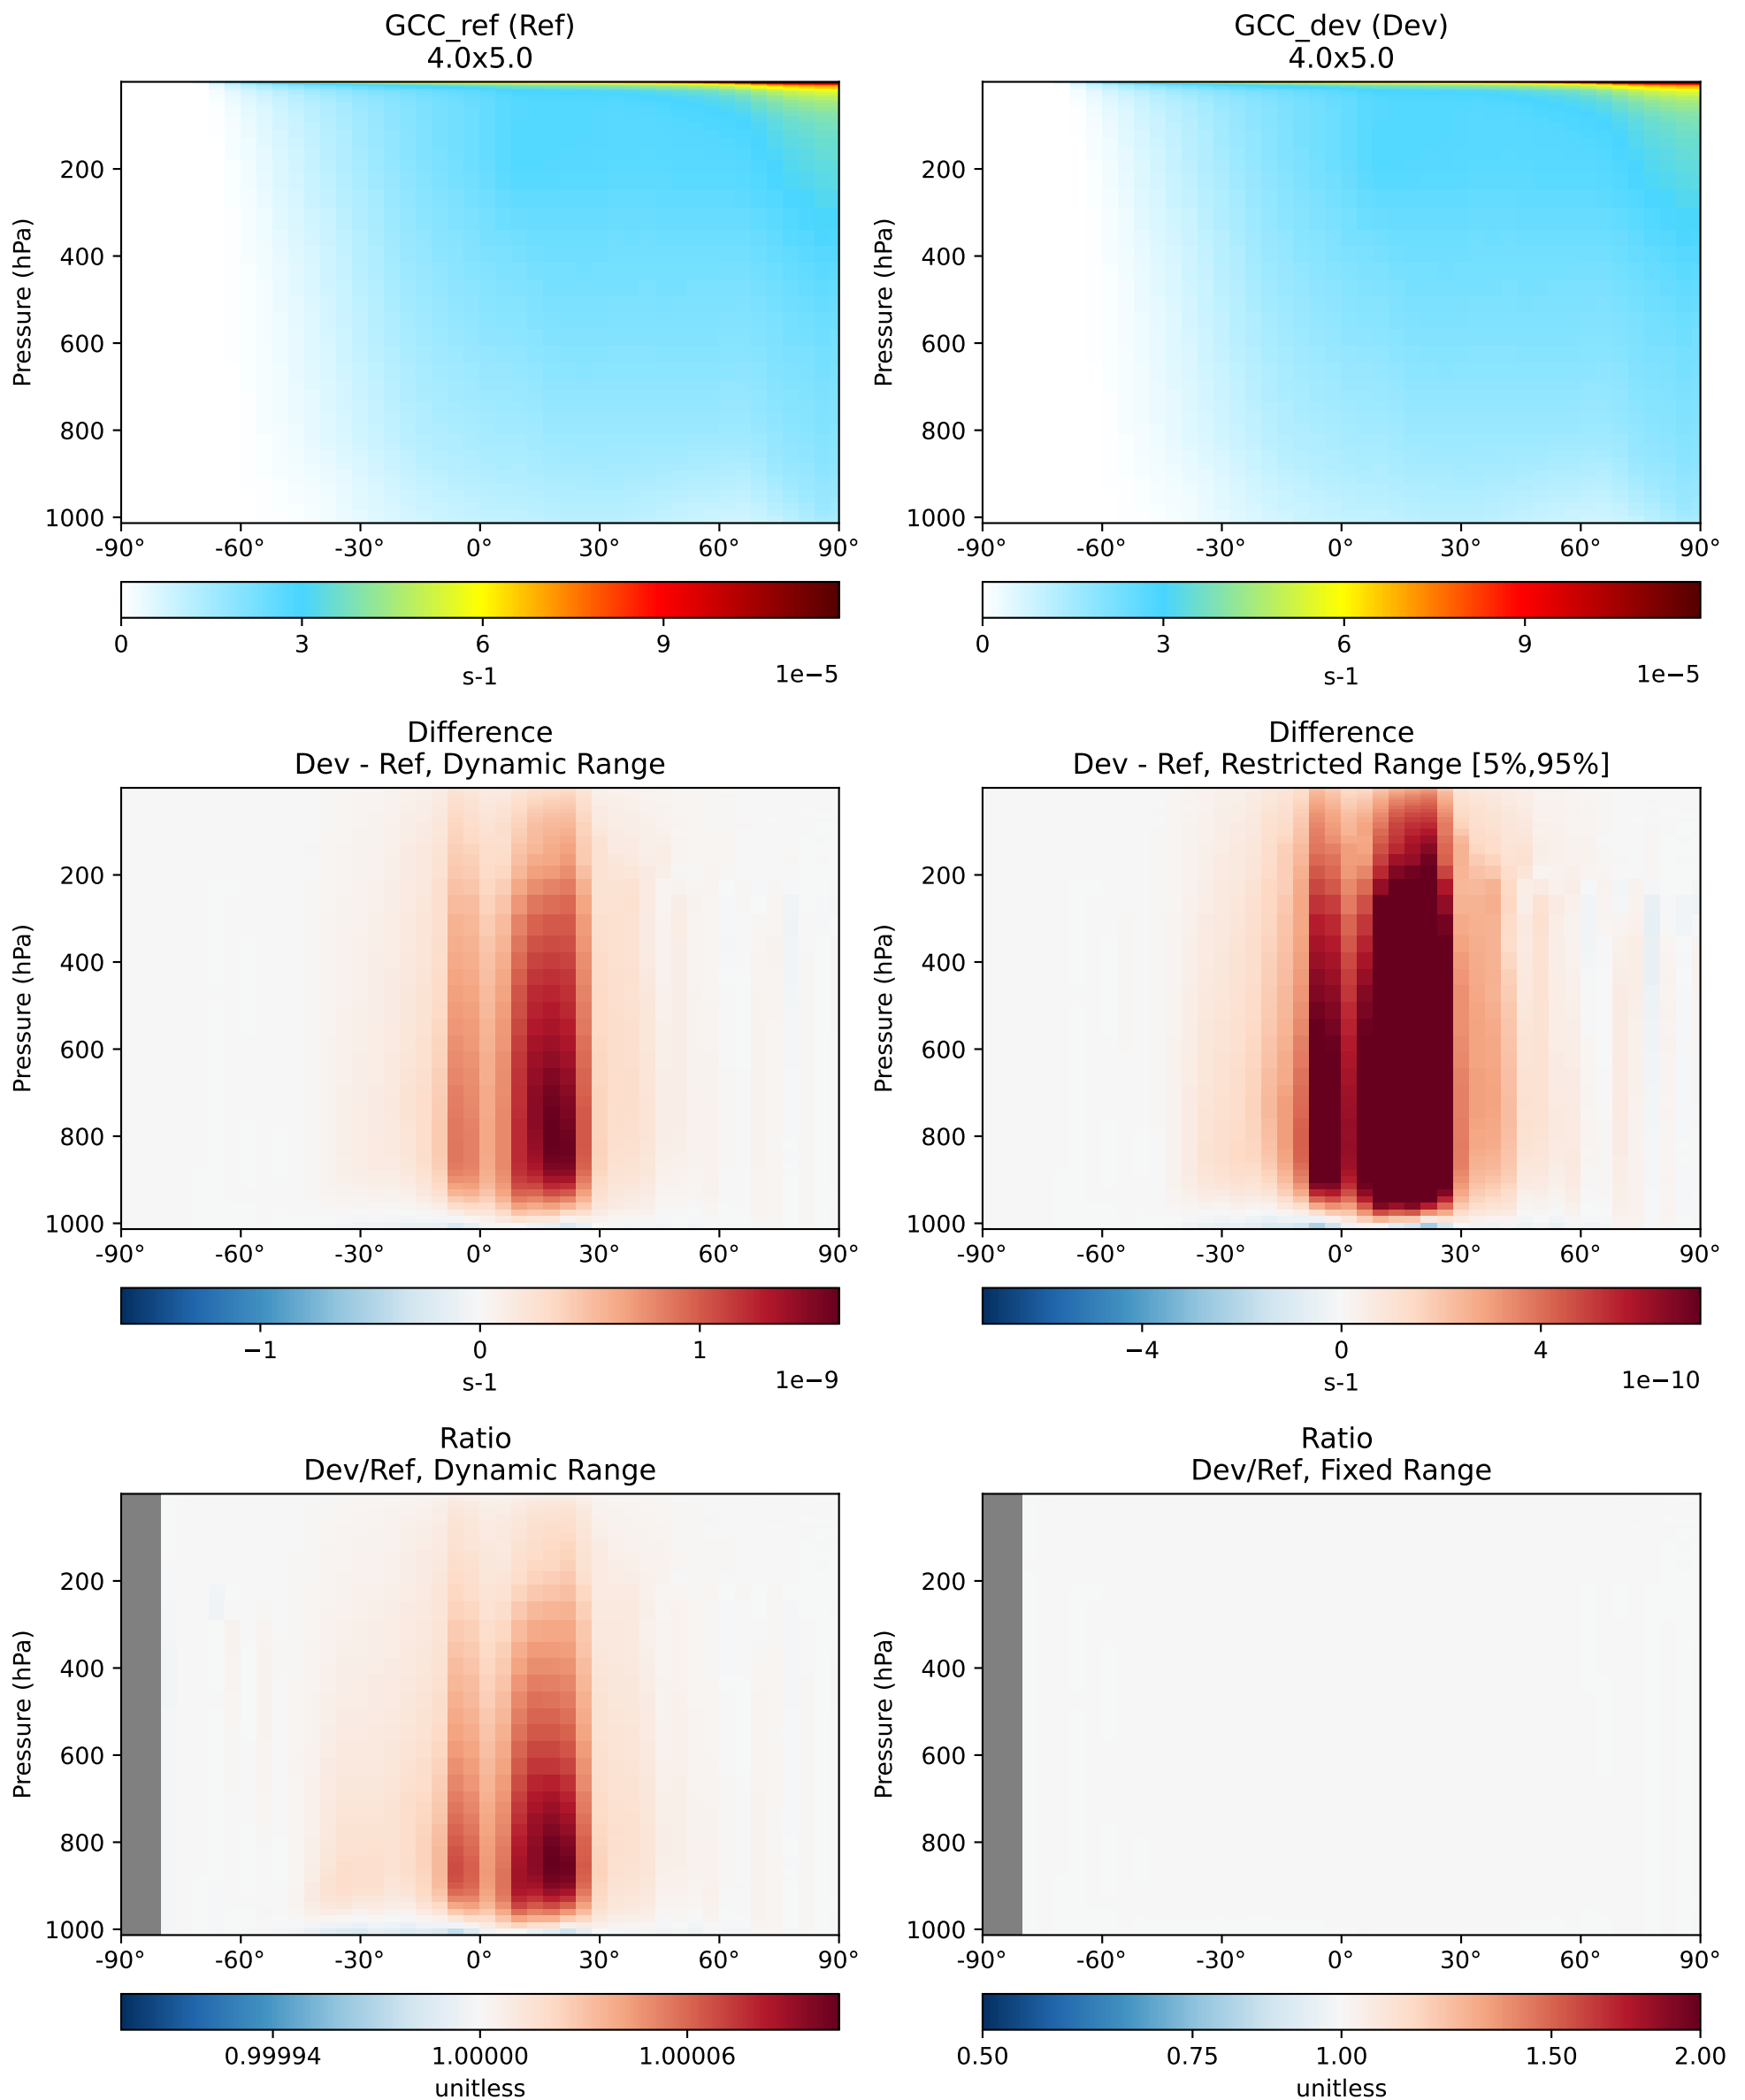 GCC_ref (Ref)
4.0x5.0
Pressure (hPa)
200
400
600
800
1000
-90° -60° -30° 0° 30° 60° 90°
0 3 6 9
s-1 1e−5
GCC_dev (Dev)
4.0x5.0
Pressure (hPa)
200
400
600
800
1000
-90° -60° -30° 0° 30° 60° 90°
0 3 6 9
s-1 1e−5
Difference
Dev - Ref, Dynamic Range
Pressure (hPa)
200
400
600
800
1000
-90° -60° -30° 0° 30° 60° 90°
−1 0 1
s-1 1e−9
Difference
Dev - Ref, Restricted Range [5%,95%]
Pressure (hPa)
200
400
600
800
1000
-90° -60° -30° 0° 30° 60° 90°
−4 0 4
s-1 1e−10
Ratio
Dev/Ref, Dynamic Range
Pressure (hPa)
200
400
600
800
1000
-90° -60° -30° 0° 30° 60° 90°
0.99994 1.00000 1.00006
unitless
Ratio
Dev/Ref, Fixed Range
Pressure (hPa)
200
400
600
800
1000
-90° -60° -30° 0° 30° 60° 90°
0.50 0.75 1.00 1.50 2.00
unitless